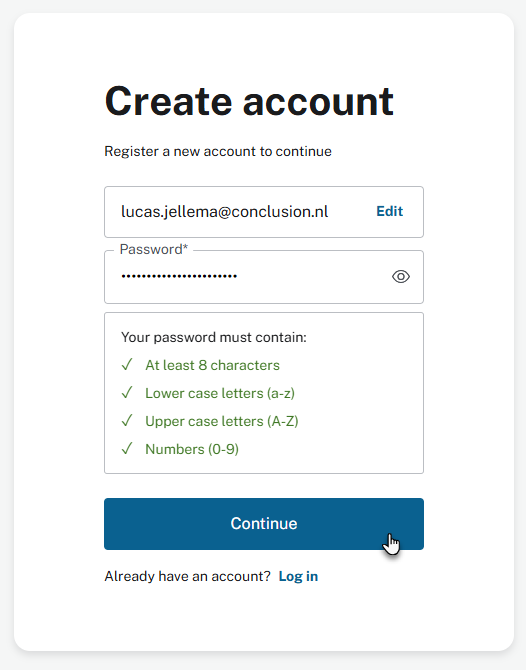 Create account
Register a new account to continue
lucas.jellema@conclusion.nl Edit
Password*
•••••••••••••••••••••••
Your password must contain:
✓ At least 8 characters
✓ Lower case letters (a-z)
✓ Upper case letters (A-Z)
✓ Numbers (0-9)
Continue
Already have an account? Log in